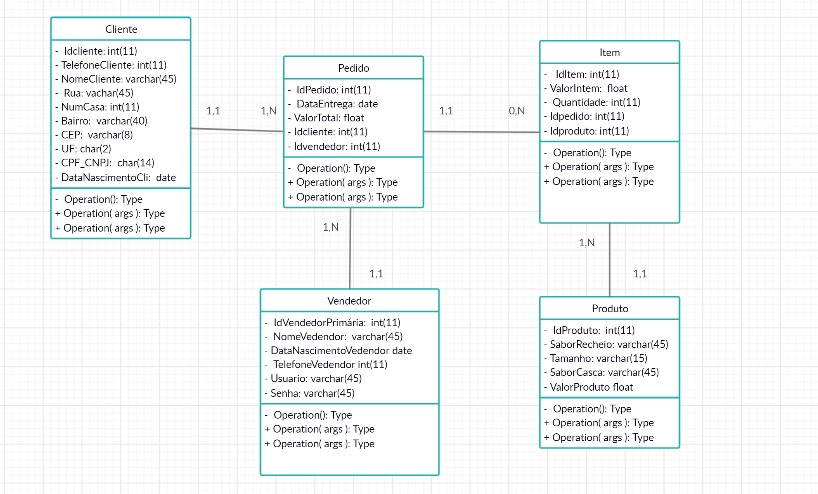 Cliente
- Idcliente: int(11)
- TelefoneCliente: int(11)
- NomeCliente: varchar(45)
- Rua: vachar(45)
- NumCasa: int(11)
- Bairro: varchar(40)
- CEP: varchar(8)
- UF: char(2)
- CPF_CNPJ: char(14)
- DataNascimentoCli: date
- Operation(): Type
+ Operation( args ): Type
+ Operation( args ): Type
1,1
1,N
Pedido
- IdPedido: int(11)
- DataEntrega: date
- ValorTotal: float
- Idcliente: int(11)
- Idvendedor: int(11)
- Operation(): Type
+ Operation( args ): Type
+ Operation( args ): Type
1,1
0,N
Item
- IdItem: int(11)
- ValorIntem: float
- Quantidade: int(11)
- Idpedido: int(11)
- Idproduto: int(11)
- Operation(): Type
+ Operation( args ): Type
+ Operation( args ): Type
1,N
1,1
Vendedor
- IdVendedorPrimária: int(11)
- NomeVedendor: varchar(45)
- DataNascimentoVedendor date
- TelefoneVedendor int(11)
- Usuario: varchar(45)
- Senha: varchar(45)
- Operation(): Type
+ Operation( args ): Type
+ Operation( args ): Type
1,N
1,1
Produto
- IdProduto: int(11)
- SaborRecheio: varchar(45)
- Tamanho: varchar(15)
- SaborCasca: varchar(45)
- ValorProduto float
- Operation(): Type
+ Operation( args ): Type
+ Operation( args ): Type